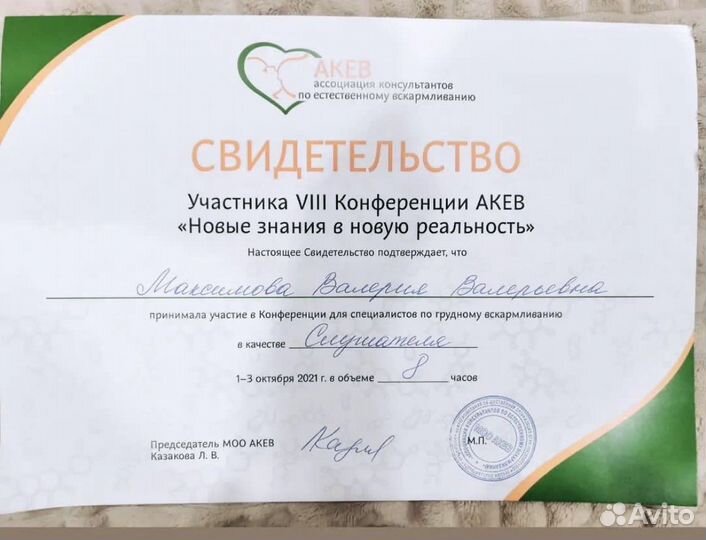 АКЕВ
ассоциация консультантов
по естественному вскармливанию
СВИДЕТЕЛЬСТВО
Участника VIII Конференции АКЕВ
«Новые знания в новую реальность»
Настоящее Свидетельство подтверждает, что
Максимова Валерия Валерьевна
принимала участие в Конференции для специалистов по грудному вскармливанию
в качестве Слушателя
1–3 октября 2021 г. в объеме 8 часов
Председатель МОО АКЕВ
Казакова Л. В.
М.П.
МОО АКЕВ
Avito